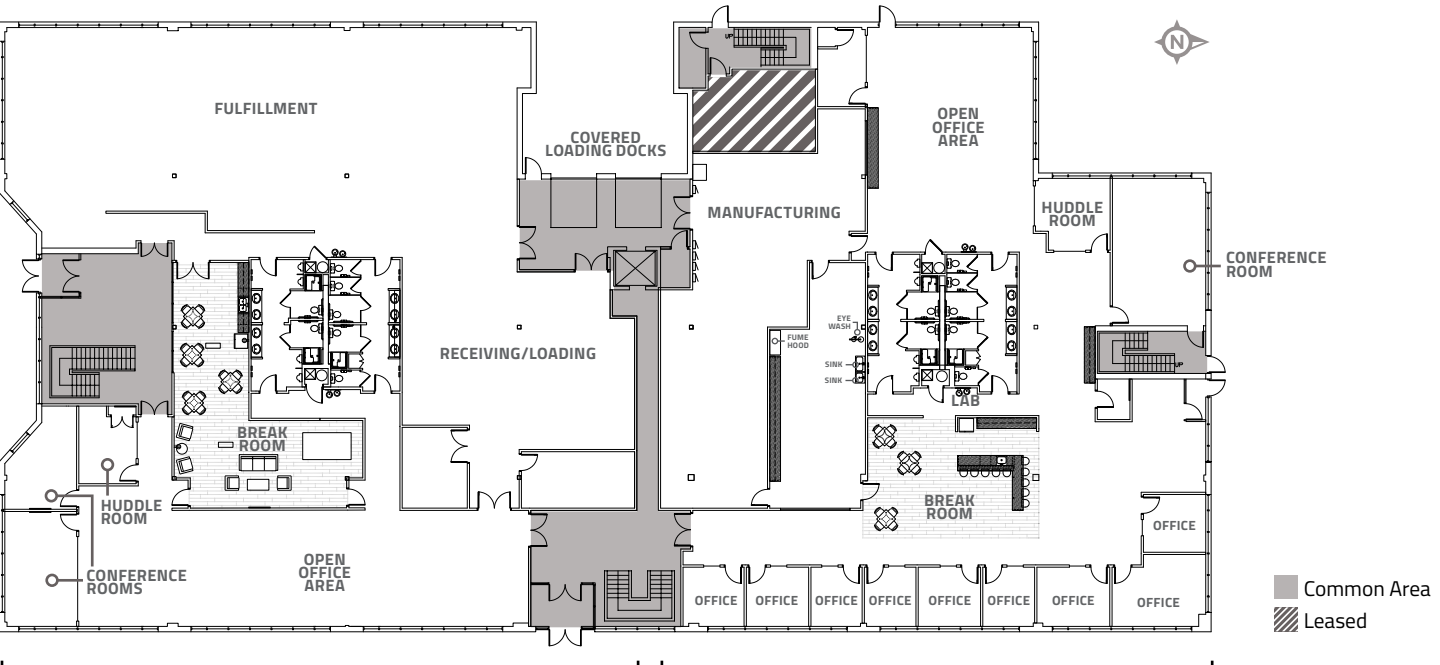 N
FULFILLMENT
COVERED
LOADING DOCKS
UP
OPEN
OFFICE
AREA
MANUFACTURING
HUDDLE
ROOM
CONFERENCE
ROOM
EYE
WASH
FUME
HOOD
SINK
SINK
UP
RECEIVING/LOADING
LAB
BREAK
ROOM
HUDDLE
ROOM
BREAK
ROOM
OFFICE
CONFERENCE
ROOMS
OPEN
OFFICE
AREA
OFFICE
OFFICE
OFFICE
OFFICE
OFFICE
OFFICE
OFFICE
OFFICE
Common Area
Leased